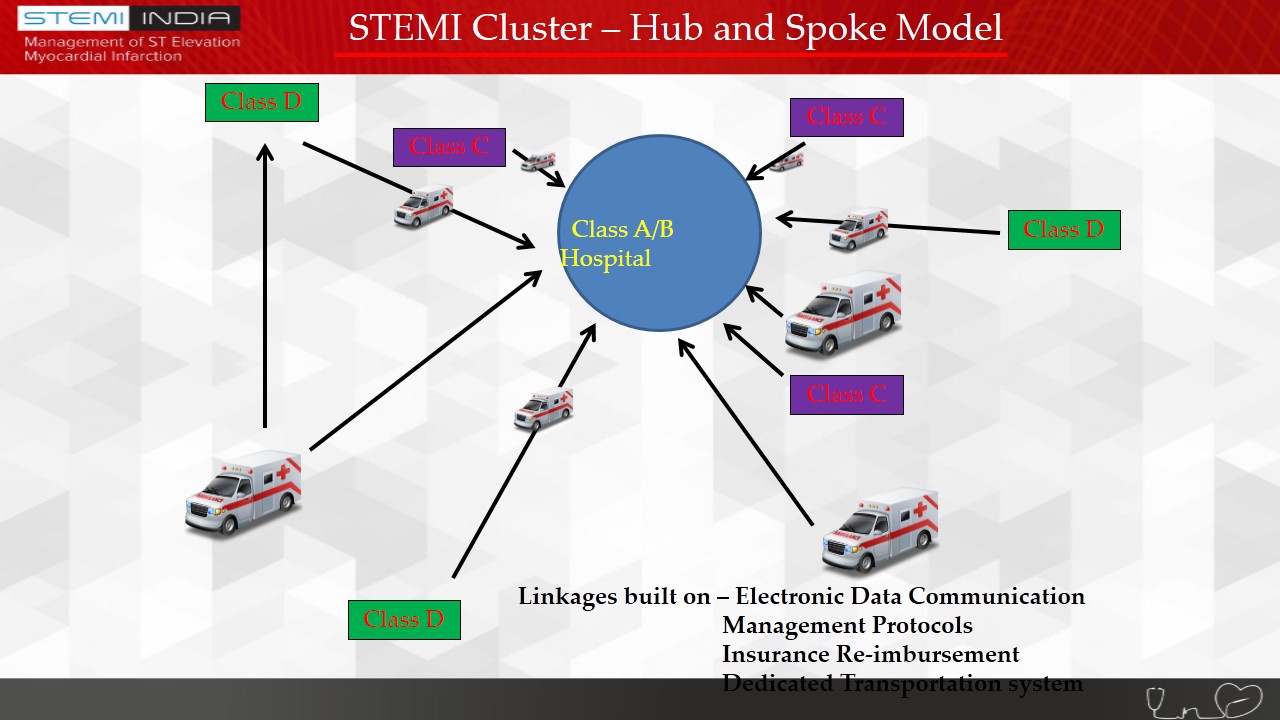 STEMI INDIA
Management of ST Elevation
Myocardial Infarction
STEMI Cluster – Hub and Spoke Model
Class D
Class C
Class C
Class A/B
Hospital
Class D
Class C
Class D
Linkages built on – Electronic Data Communication
Management Protocols
Insurance Re-imbursement
Dedicated Transportation system